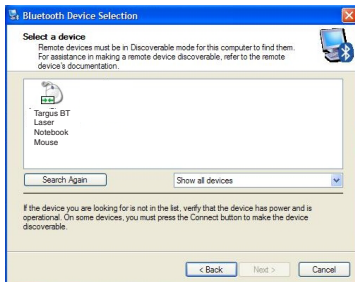 Bluetooth Device Selection
Select a device
Remote devices must be in Discoverable mode for this computer to find them.
For assistance in making a remote device discoverable, refer to the remote
device's documentation.
Targus BT
Laser
Notebook
Mouse
Search Again
Show all devices
If the device you are looking for is not in the list, verify that the device has power and is
operational. On some devices, you must press the Connect button to make the device
discoverable.
< Back
Next >
Cancel